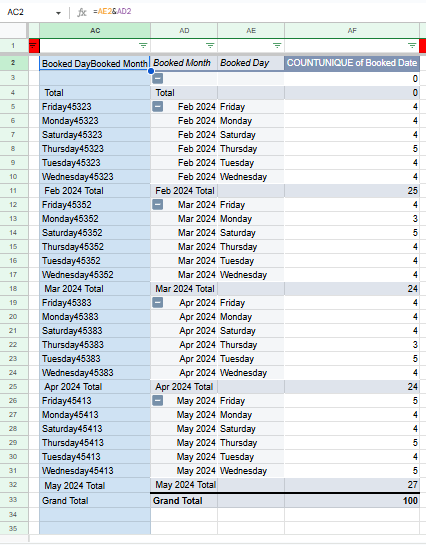 AC2 fx =AE2&AD2
AC AD AE AF
1
2 Booked DayBooked Month Booked Month Booked Day COUNTUNIQUE of Booked Date
3 0
4 Total Total 0
5 Friday45323 Feb 2024 Friday 4
6 Monday45323 Feb 2024 Monday 4
7 Saturday45323 Feb 2024 Saturday 4
8 Thursday45323 Feb 2024 Thursday 5
9 Tuesday45323 Feb 2024 Tuesday 4
10 Wednesday45323 Feb 2024 Wednesday 4
11 Feb 2024 Total Feb 2024 Total 25
12 Friday45352 Mar 2024 Friday 4
13 Monday45352 Mar 2024 Monday 3
14 Saturday45352 Mar 2024 Saturday 5
15 Thursday45352 Mar 2024 Thursday 4
16 Tuesday45352 Mar 2024 Tuesday 4
17 Wednesday45352 Mar 2024 Wednesday 4
18 Mar 2024 Total Mar 2024 Total 24
19 Friday45383 Apr 2024 Friday 4
20 Monday45383 Apr 2024 Monday 4
21 Saturday45383 Apr 2024 Saturday 4
22 Thursday45383 Apr 2024 Thursday 3
23 Tuesday45383 Apr 2024 Tuesday 5
24 Wednesday45383 Apr 2024 Wednesday 4
25 Apr 2024 Total Apr 2024 Total 24
26 Friday45413 May 2024 Friday 5
27 Monday45413 May 2024 Monday 4
28 Saturday45413 May 2024 Saturday 4
29 Thursday45413 May 2024 Thursday 5
30 Tuesday45413 May 2024 Tuesday 4
31 Wednesday45413 May 2024 Wednesday 5
32 May 2024 Total May 2024 Total 27
33 Grand Total Grand Total 100
34
35